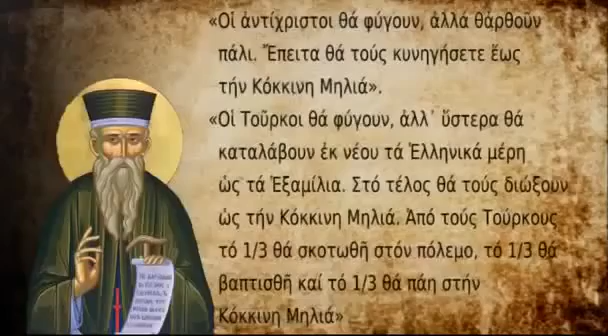 «Οἱ ἀντίχριστοι θά φύγουν, ἀλλά θἀρθοῦν
πάλι. Ἔπειτα θά τούς κυνηγήσετε ἕως
τήν Κόκκινη Μηλιά».
«Οἱ Τοῦρκοι θά φύγουν, ἀλλ᾽ ὕστερα θά
καταλάβουν ἐκ νέου τά Ἑλληνικά μέρη
ὡς τά Ἑξαμίλια. Στό τέλος θά τούς διώξουν
ὡς τήν Κόκκινη Μηλιά. Ἀπό τούς Τούρκους
τό 1/3 θά σκοτωθῆ στόν πόλεμο, τό 1/3 θά
βαπτισθῆ καί τό 1/3 θά πάη στήν
Κόκκινη Μηλιά»